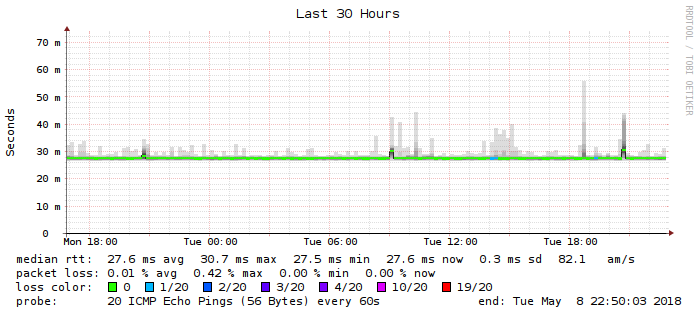 Last 30 Hours
RRDTOOL / TOBI OETIKER
Seconds
70 m
60 m
50 m
40 m
30 m
20 m
10 m
0
Mon 18:00 Tue 00:00 Tue 06:00 Tue 12:00 Tue 18:00
median rtt: 27.6 ms avg 30.7 ms max 27.5 ms min 27.6 ms now 0.3 ms sd 82.1 am/s
packet loss: 0.01 % avg 0.42 % max 0.00 % min 0.00 % now
loss color: 0 1/20 2/20 3/20 4/20 10/20 19/20
probe: 20 ICMP Echo Pings (56 Bytes) every 60s end: Tue May 8 22:50:03 2018